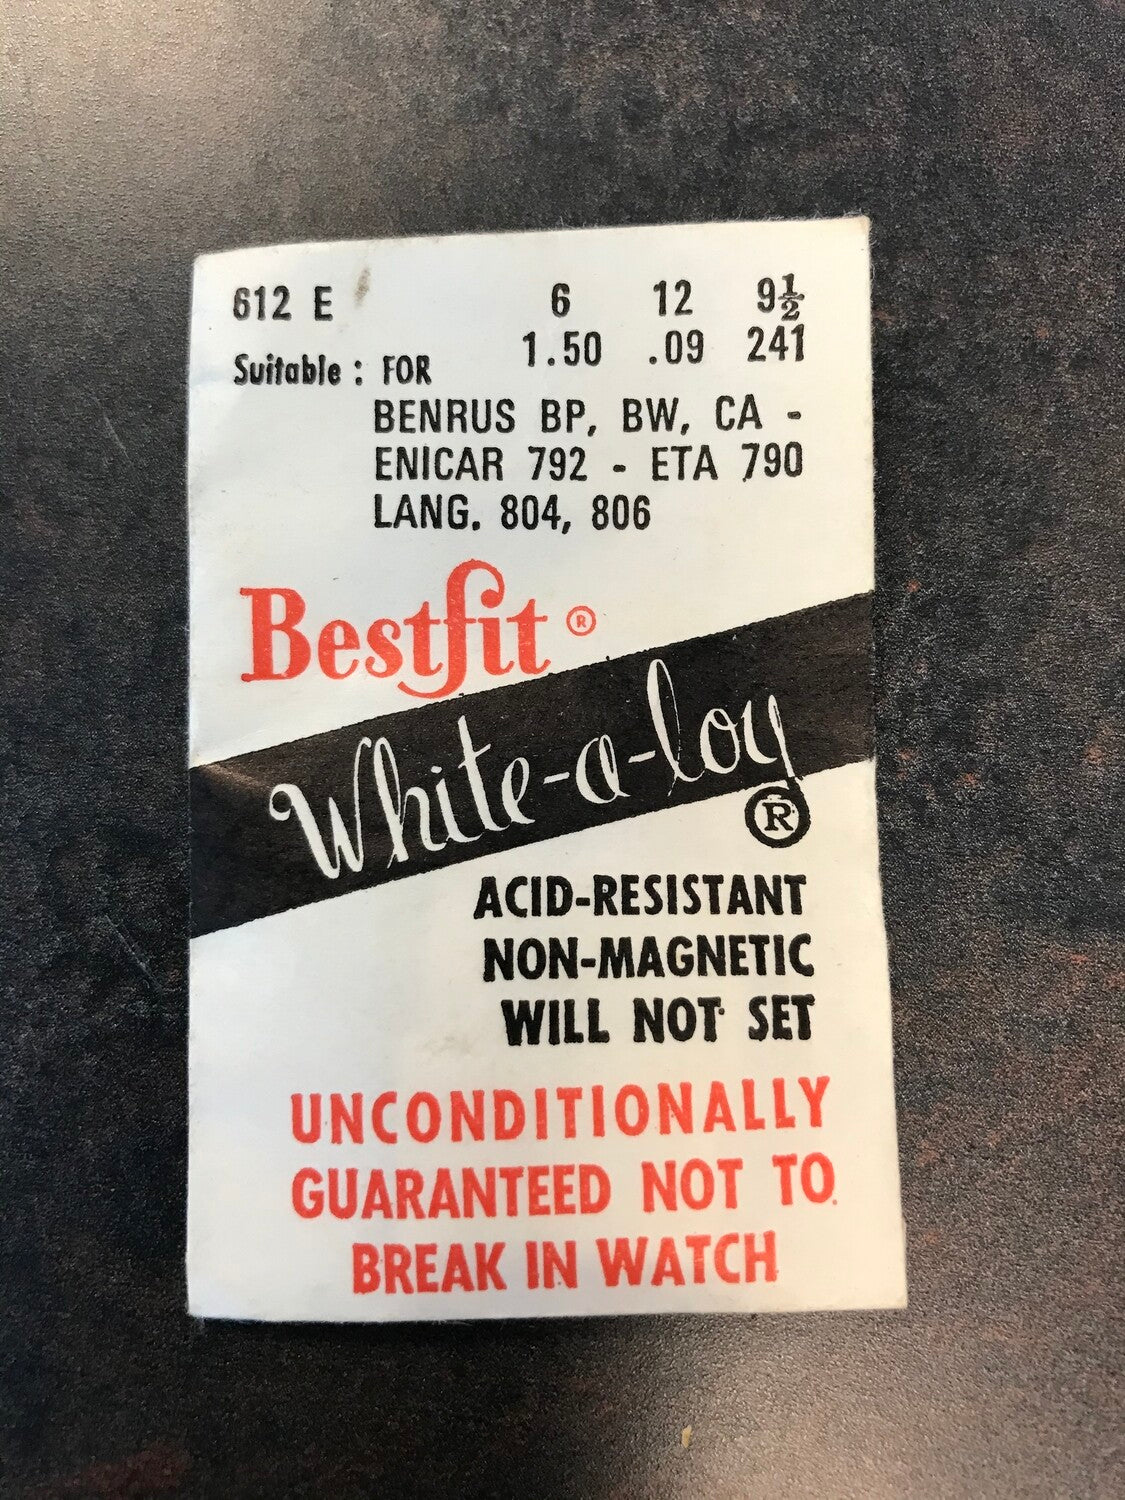 612 E 6 12 9½
1.50 .09 241
Suitable : FOR
BENRUS BP, BW, CA -
ENICAR 792 - ETA 790
LANG. 804, 806
Bestfit ®
White-a-loy
®
ACID-RESISTANT
NON-MAGNETIC
WILL NOT SET
UNCONDITIONALLY
GUARANTEED NOT TO
BREAK IN WATCH